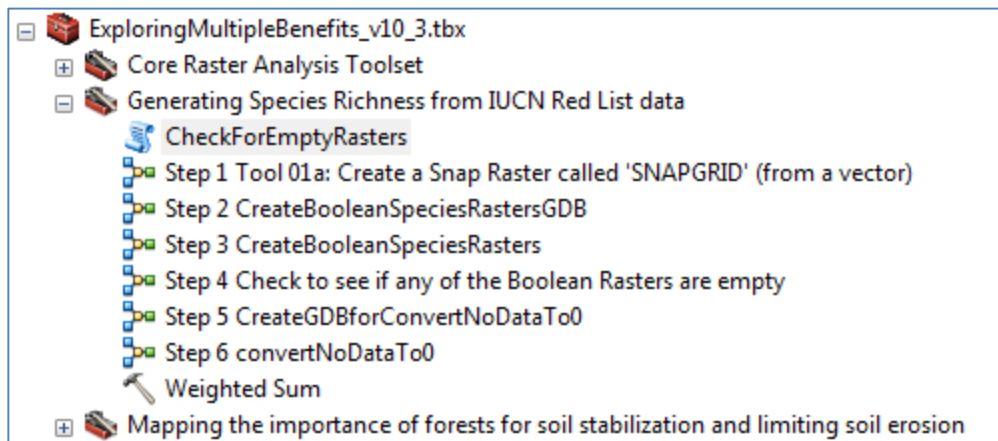 ExploringMultipleBenefits_v10_3.tbx
Core Raster Analysis Toolset
Generating Species Richness from IUCN Red List data
CheckForEmptyRasters
Step 1 Tool 01a: Create a Snap Raster called 'SNAPGRID' (from a vector)
Step 2 CreateBooleanSpeciesRastersGDB
Step 3 CreateBooleanSpeciesRasters
Step 4 Check to see if any of the Boolean Rasters are empty
Step 5 CreateGDBforConvertNoDataTo0
Step 6 convertNoDataTo0
Weighted Sum
Mapping the importance of forests for soil stabilization and limiting soil erosion